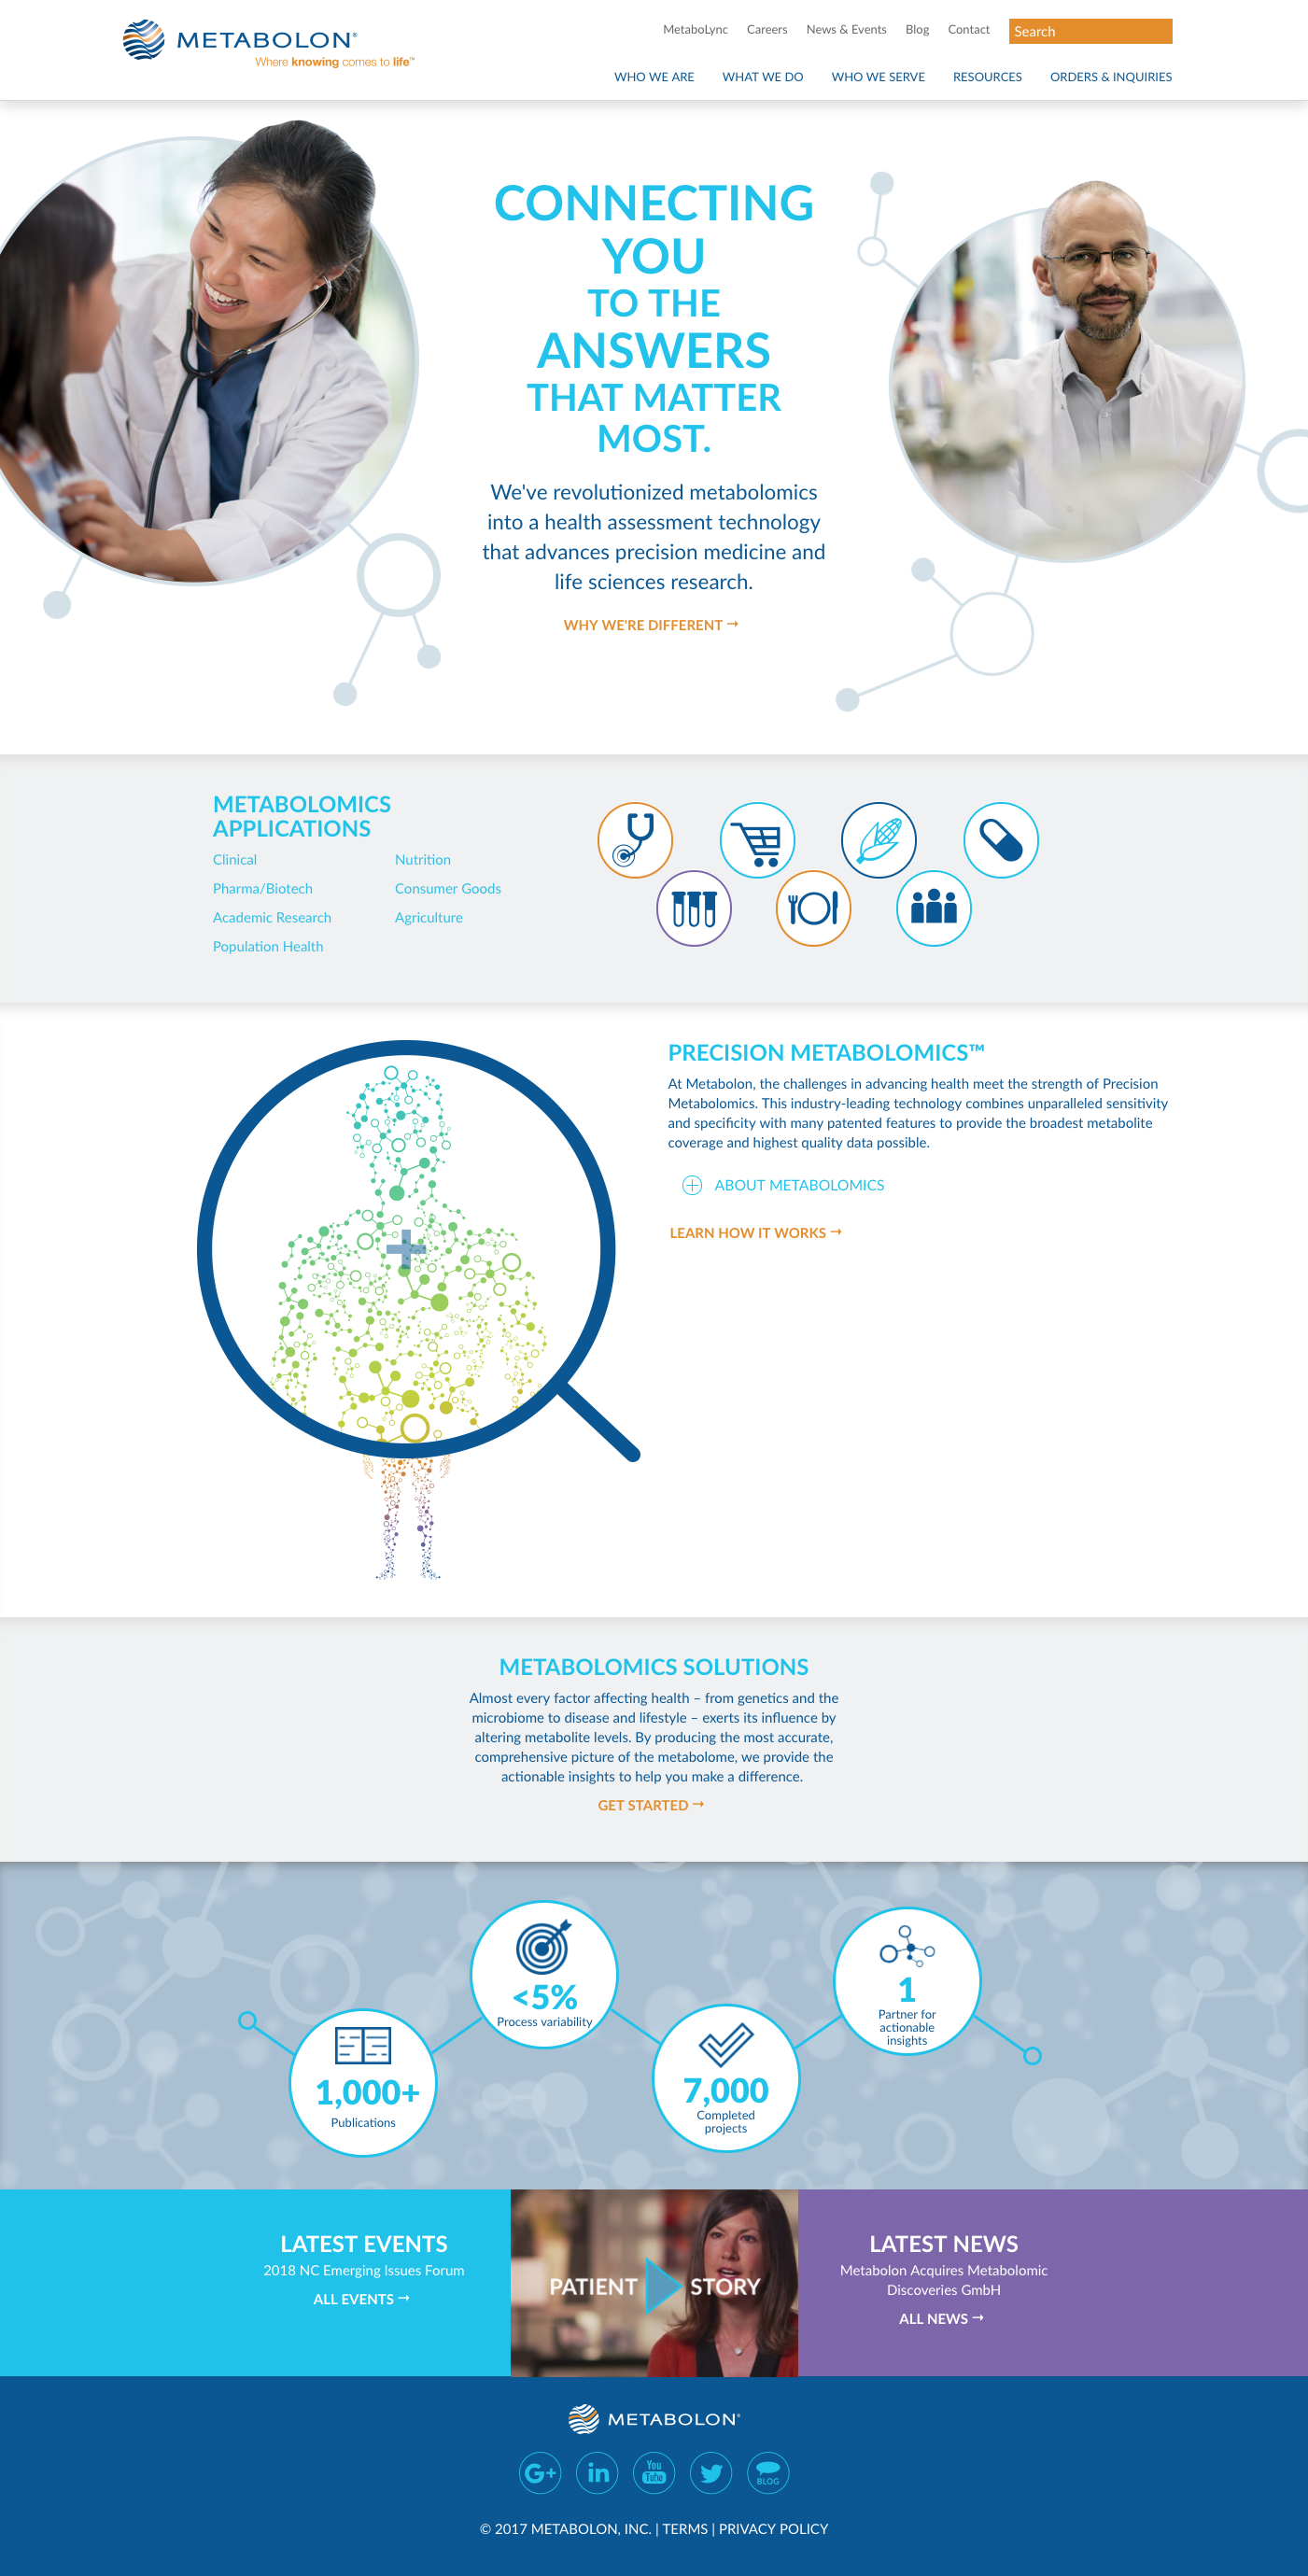 METABOLON®
Where knowing comes to life™
MetaboLync Careers News & Events Blog Contact Search
WHO WE ARE WHAT WE DO WHO WE SERVE RESOURCES ORDERS & INQUIRIES
CONNECTING
YOU
TO THE
ANSWERS
THAT MATTER
MOST.
We've revolutionized metabolomics
into a health assessment technology
that advances precision medicine and
life sciences research.
WHY WE'RE DIFFERENT →
METABOLOMICS
APPLICATIONS
Clinical
Pharma/Biotech
Academic Research
Population Health
Nutrition
Consumer Goods
Agriculture
PRECISION METABOLOMICS™
At Metabolon, the challenges in advancing health meet the strength of Precision
Metabolomics. This industry-leading technology combines unparalleled sensitivity
and specificity with many patented features to provide the broadest metabolite
coverage and highest quality data possible.
ABOUT METABOLOMICS
LEARN HOW IT WORKS →
METABOLOMICS SOLUTIONS
Almost every factor affecting health – from genetics and the
microbiome to disease and lifestyle – exerts its influence by
altering metabolite levels. By producing the most accurate,
comprehensive picture of the metabolome, we provide the
actionable insights to help you make a difference.
GET STARTED →
1,000+
Publications
<5%
Process variability
7,000
Completed
projects
1
Partner for
actionable
insights
LATEST EVENTS
2018 NC Emerging Issues Forum
ALL EVENTS →
PATIENT STORY
LATEST NEWS
Metabolon Acquires Metabolomic
Discoveries GmbH
ALL NEWS →
METABOLON®
G+ in You Tube BLOG
© 2017 METABOLON, INC. | TERMS | PRIVACY POLICY